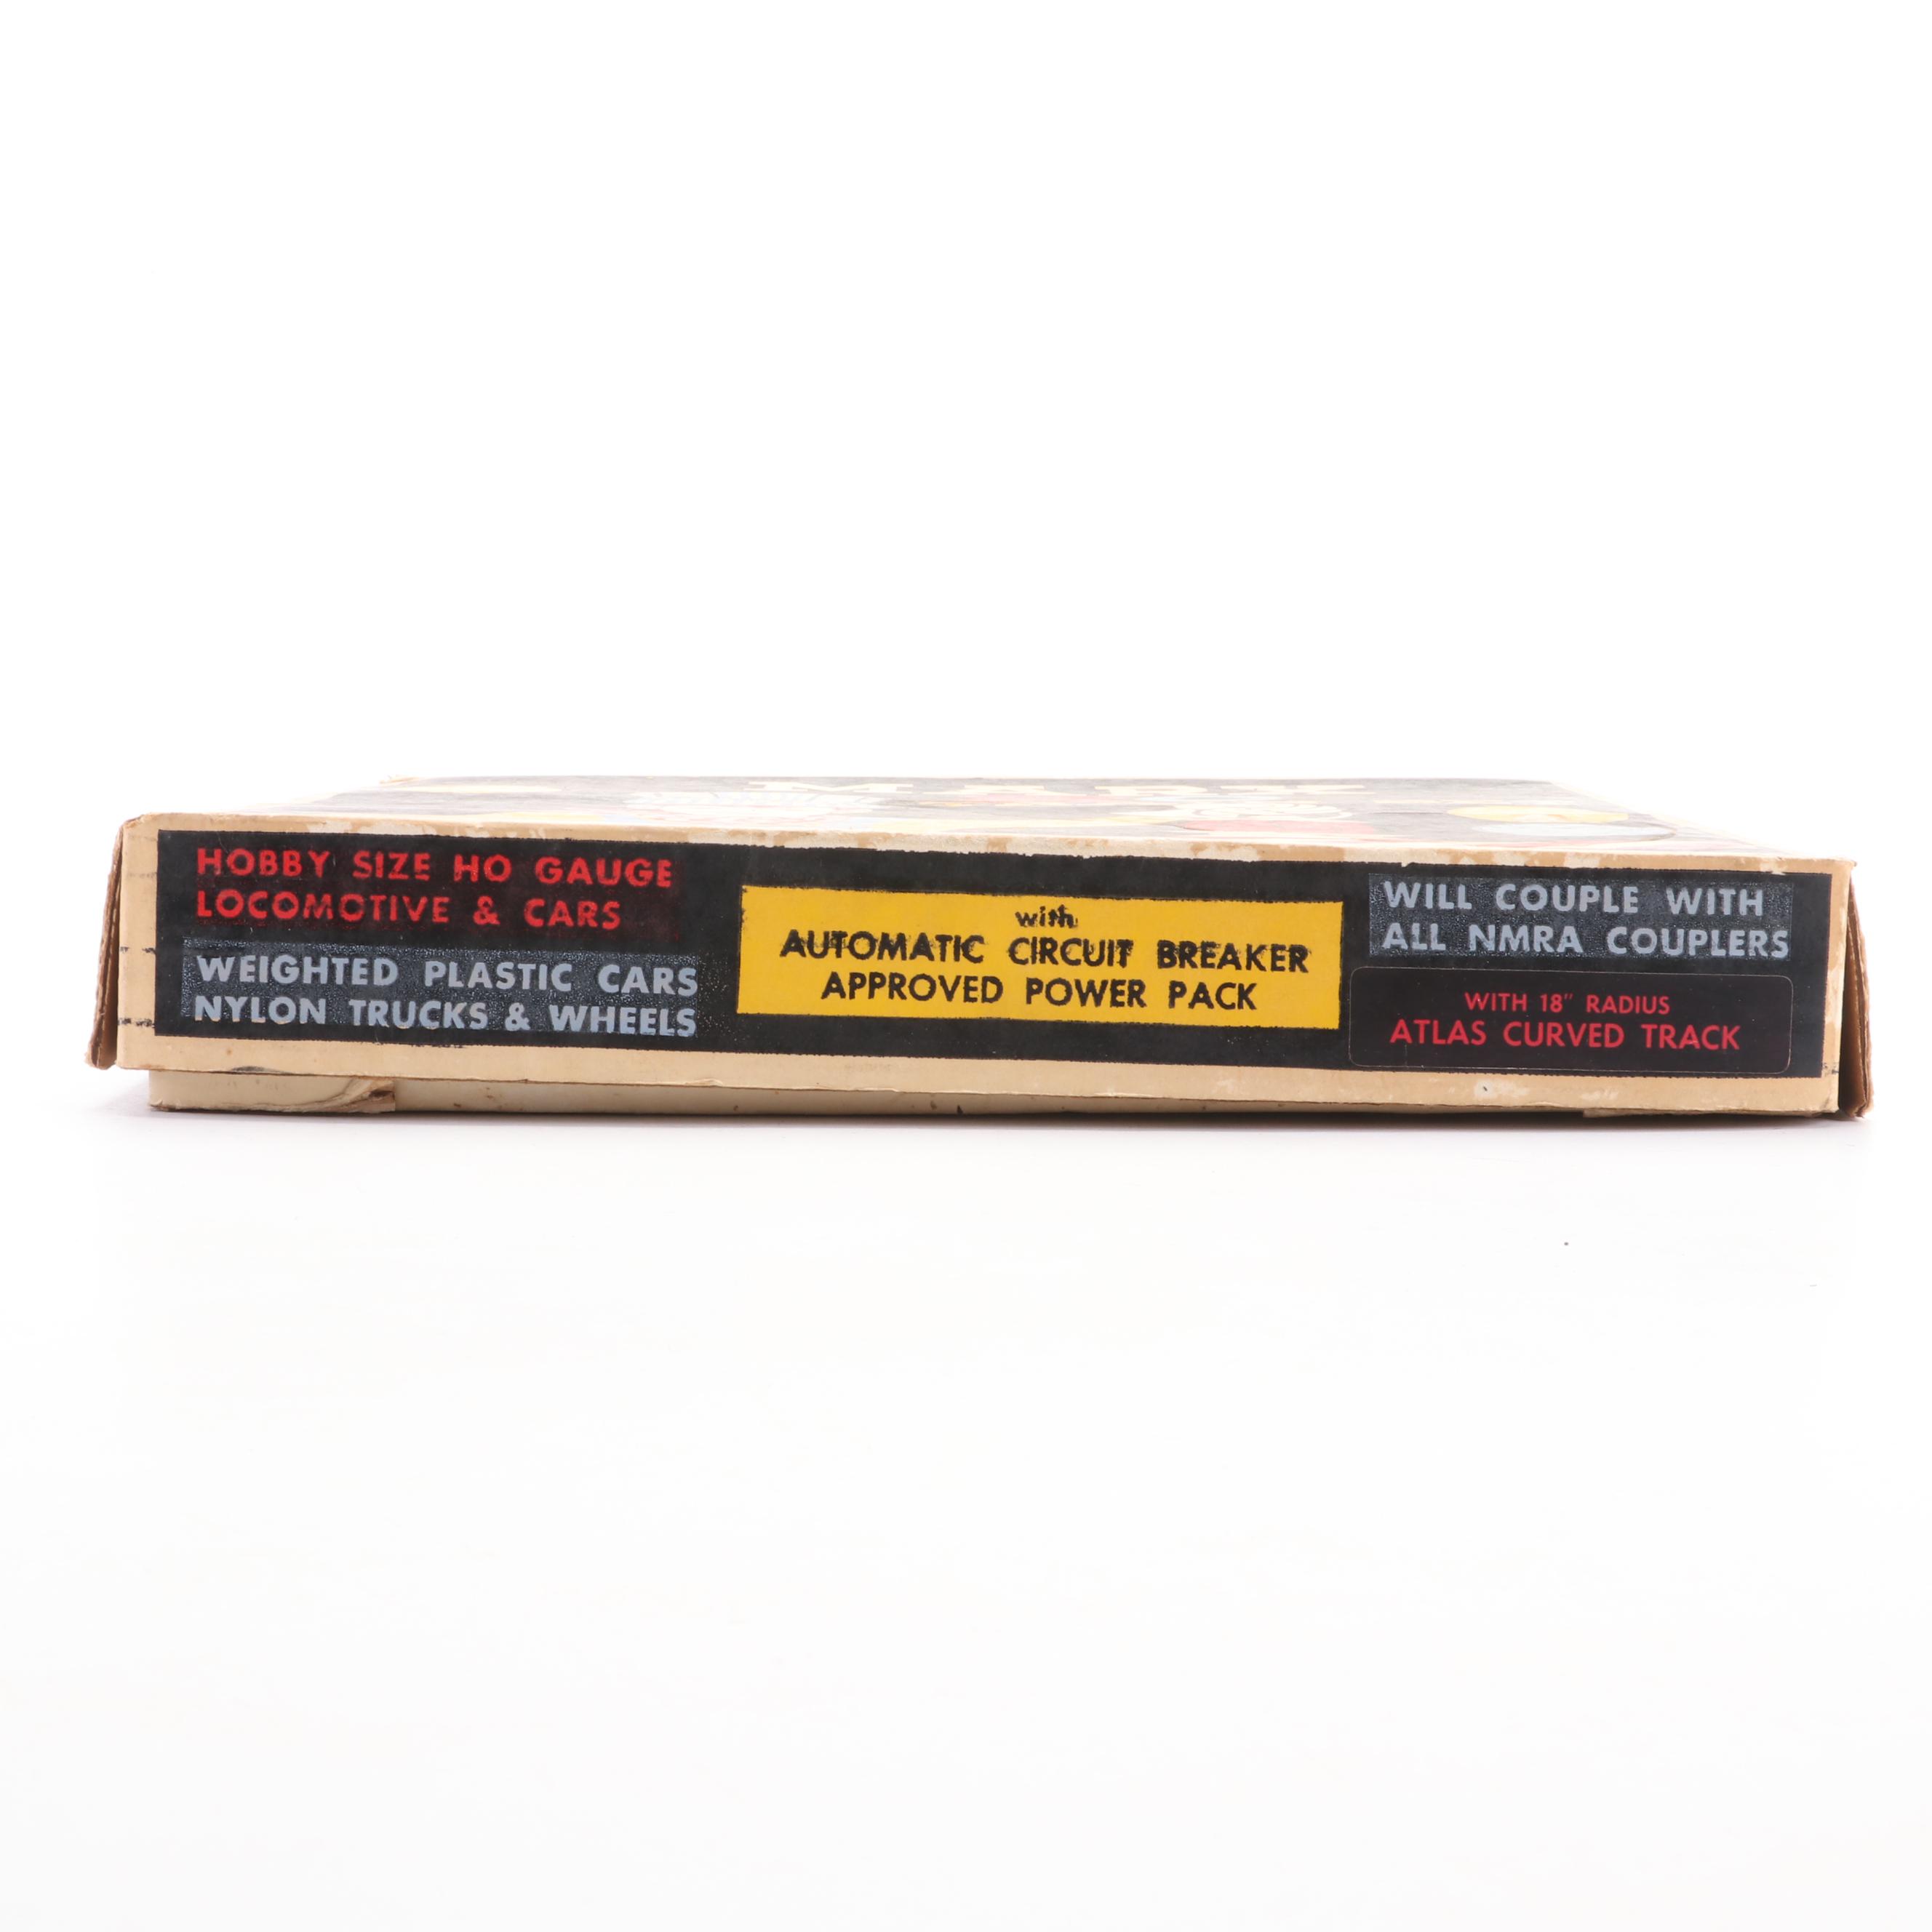 HOBBY SIZE HO GAUGE
LOCOMOTIVE & CARS
WEIGHTED PLASTIC CARS
NYLON TRUCKS & WHEELS
with
AUTOMATIC CIRCUIT BREAKER
APPROVED POWER PACK
WILL COUPLE WITH
ALL NMRA COUPLERS
WITH 18" RADIUS
ATLAS CURVED TRACK